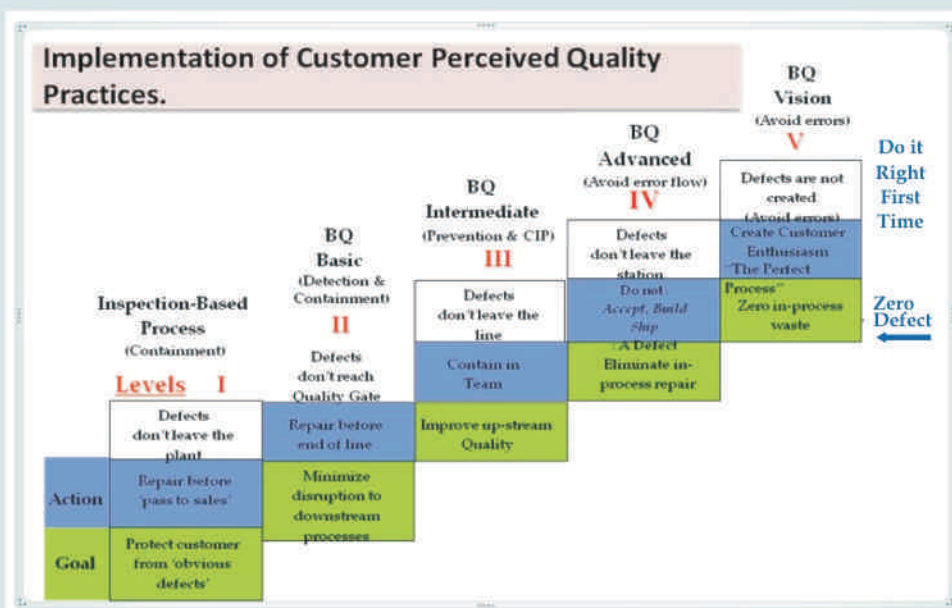 Implementation of Customer Perceived Quality
Practices.
Inspection-Based
Process
(Containment)
Levels I
Defects
don't leave the
plant
Action
Repair before
'pass to sales'
Goal
Protect customer
from 'obvious
defects'
BQ
Basic
(Detection &
Containment)
II
Defects
don't reach
Quality Gate
Repair before
end of line
Minimize
disruption to
downstream
processes
BQ
Intermediate
(Prevention & CIP)
III
Defects
don't leave the
line
Contain in
Team
Improve up-stream
Quality
BQ
Advanced
(Avoid error flow)
IV
Defects
don't leave the
station
Do not
Accept, Build
Ship
A Defect
Eliminate in-
process repair
BQ
Vision
(Avoid errors)
V
Defects are not
created
(Avoid errors)
Create Customer
Enthusiasm
"The Perfect
Process"
Zero in-process
waste
Do it
Right
First
Time
Zero
Defect